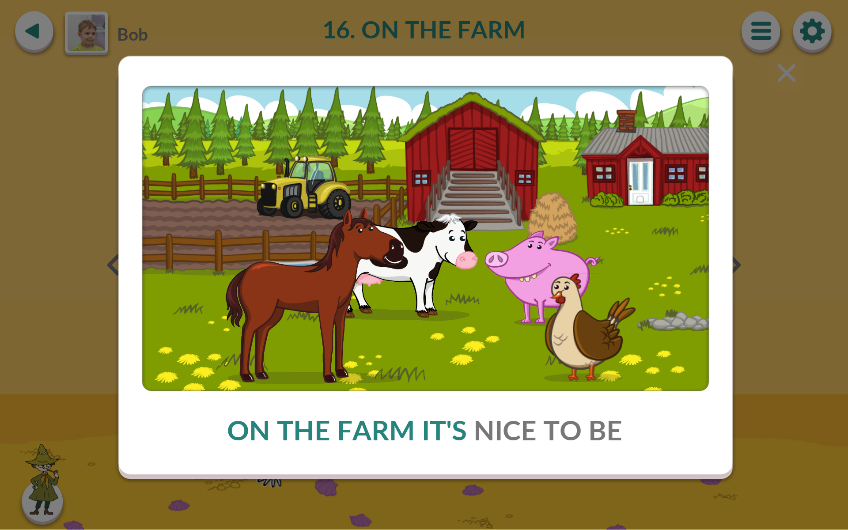 Bob
16. ON THE FARM
ON THE FARM IT'S NICE TO BE